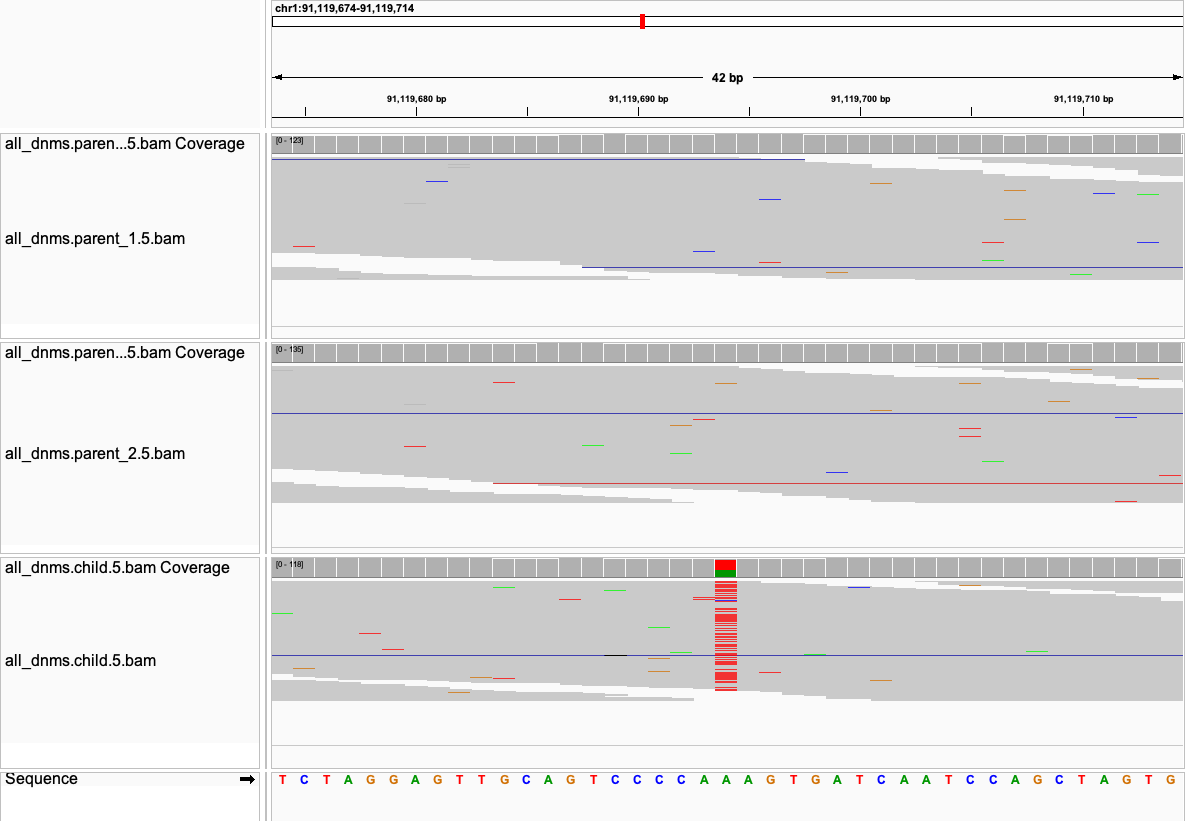 chr1:91,119,674-91,119,714
42 bp
91,119,680 bp 91,119,690 bp 91,119,700 bp 91,119,710 bp
all_dnms.paren...5.bam Coverage
[0 - 123]
all_dnms.parent_1.5.bam
all_dnms.paren...5.bam Coverage
[0 - 135]
all_dnms.parent_2.5.bam
all_dnms.child.5.bam Coverage
[0 - 118]
all_dnms.child.5.bam
Sequence
T C T A G G A G T T G C A G T C C C C A A A G T G A T C A A T C C A G C T A G T G